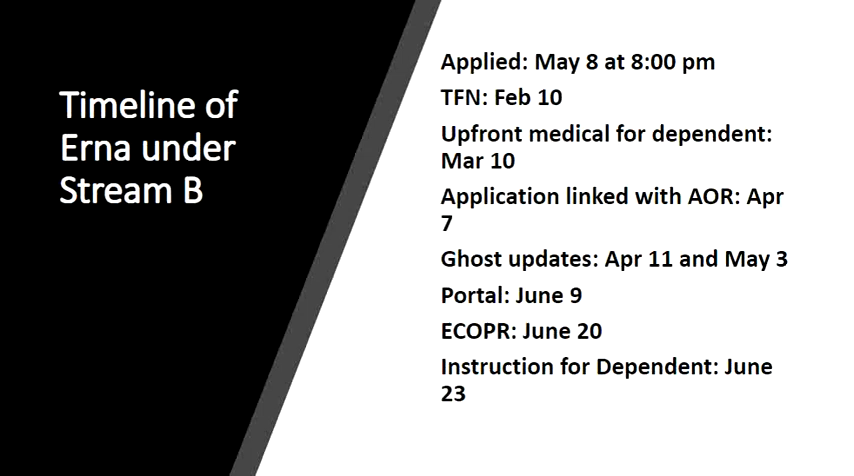 Timeline of
Erna under
Stream B
Applied: May 8 at 8:00 pm
TFN: Feb 10
Upfront medical for dependent:
Mar 10
Application linked with AOR: Apr
7
Ghost updates: Apr 11 and May 3
Portal: June 9
ECOPR: June 20
Instruction for Dependent: June
23